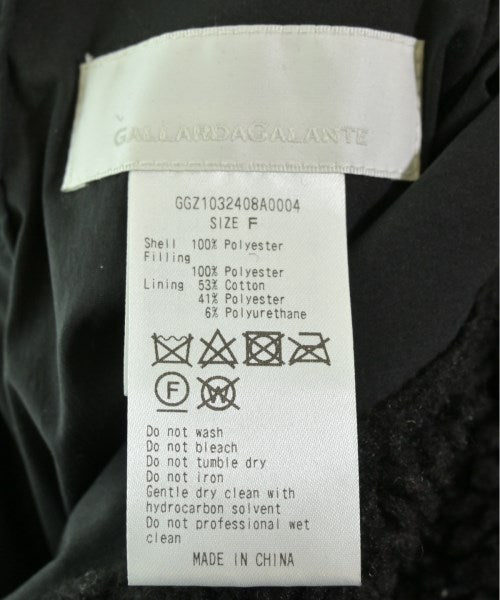 GALLARDAGALANTE
GGZ1032408A0004
SIZE F
Shell 100% Polyester
Filling
100% Polyester
Lining 53% Cotton
41% Polyester
6% Polyurethane
F W
Do not wash
Do not bleach
Do not tumble dry
Do not iron
Gentle dry clean with
hydrocarbon solvent
Do not professional wet
clean
MADE IN CHINA